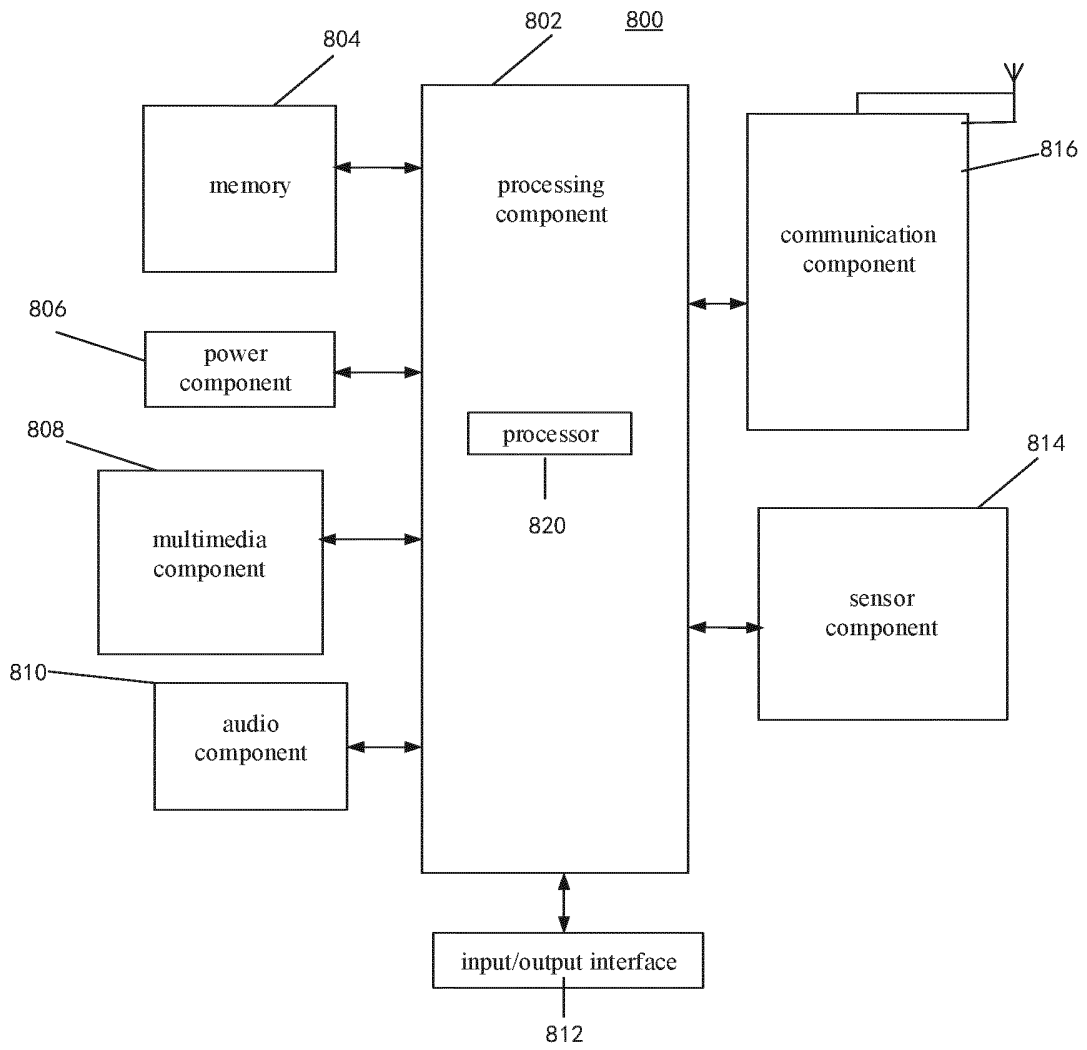 800
802
804
memory
processing
component
816
communication
component
806
power
component
808
processor
820
multimedia
component
814
sensor
component
810
audio
component
input/output interface
812